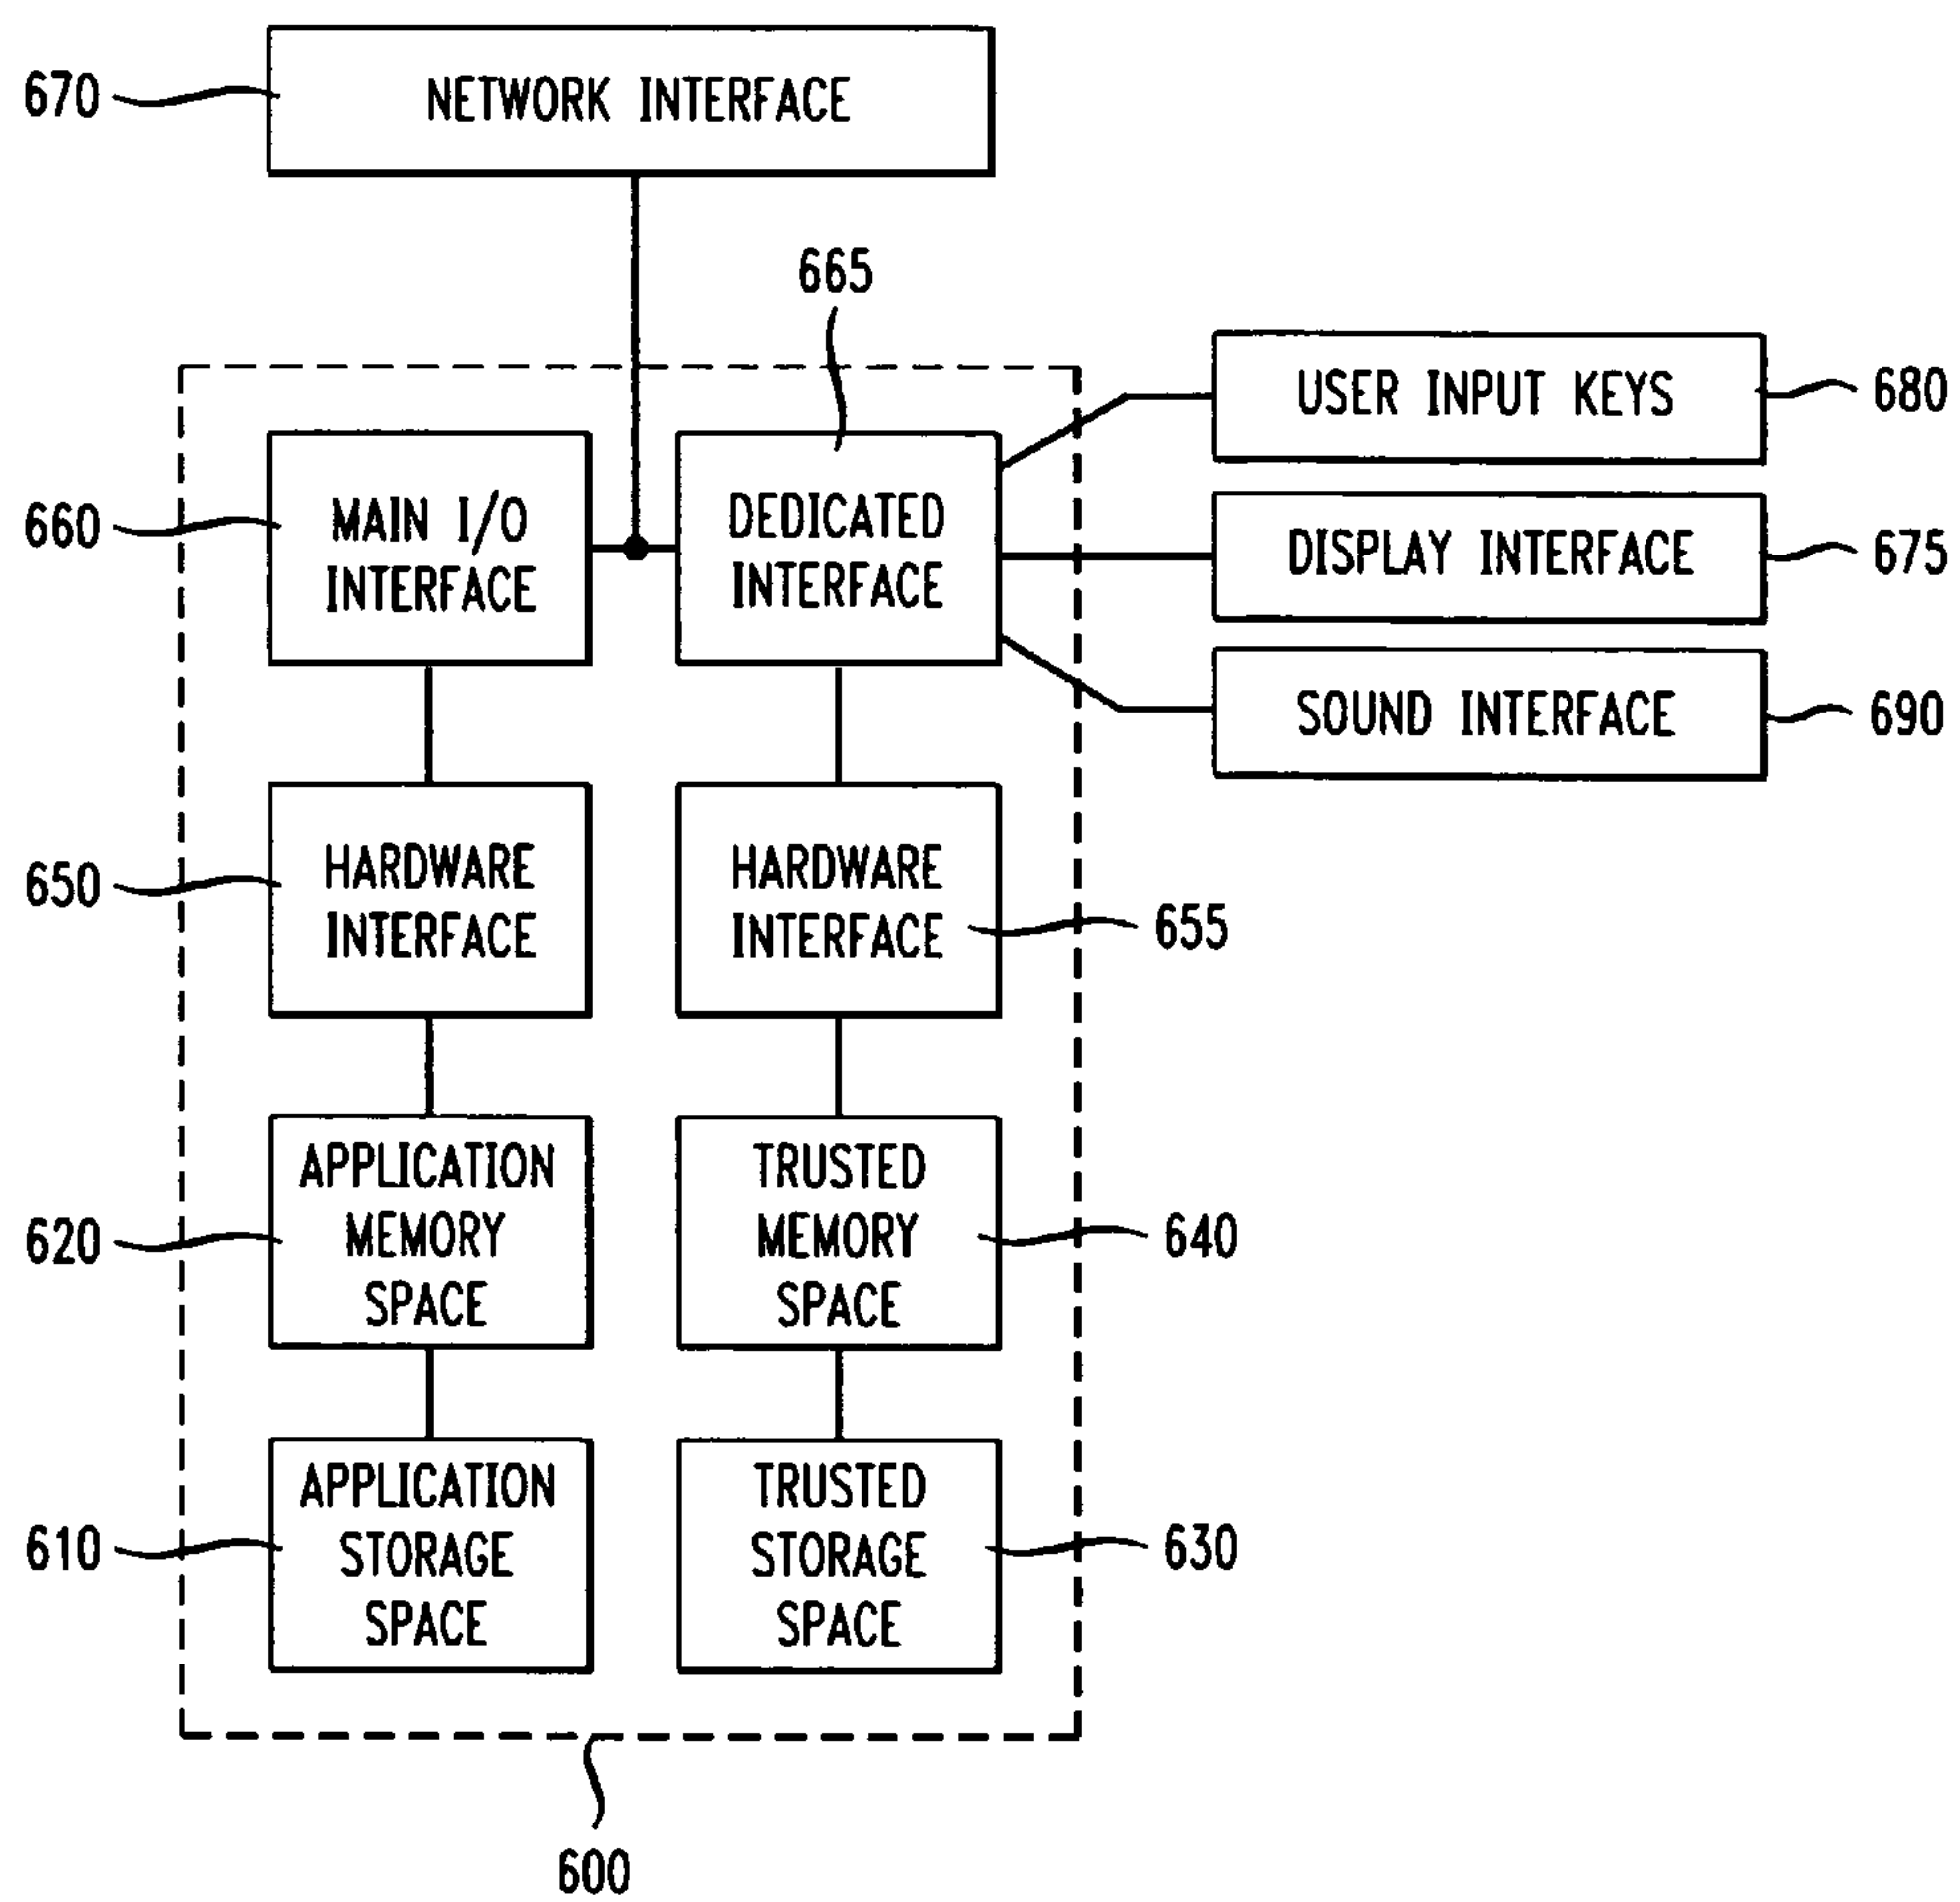 670
NETWORK INTERFACE
665
USER INPUT KEYS
680
660
MAIN I/O
INTERFACE
DEDICATED
INTERFACE
DISPLAY INTERFACE
675
SOUND INTERFACE
690
650
HARDWARE
INTERFACE
HARDWARE
INTERFACE
655
620
APPLICATION
MEMORY
SPACE
TRUSTED
MEMORY
SPACE
640
610
APPLICATION
STORAGE
SPACE
TRUSTED
STORAGE
SPACE
630
600